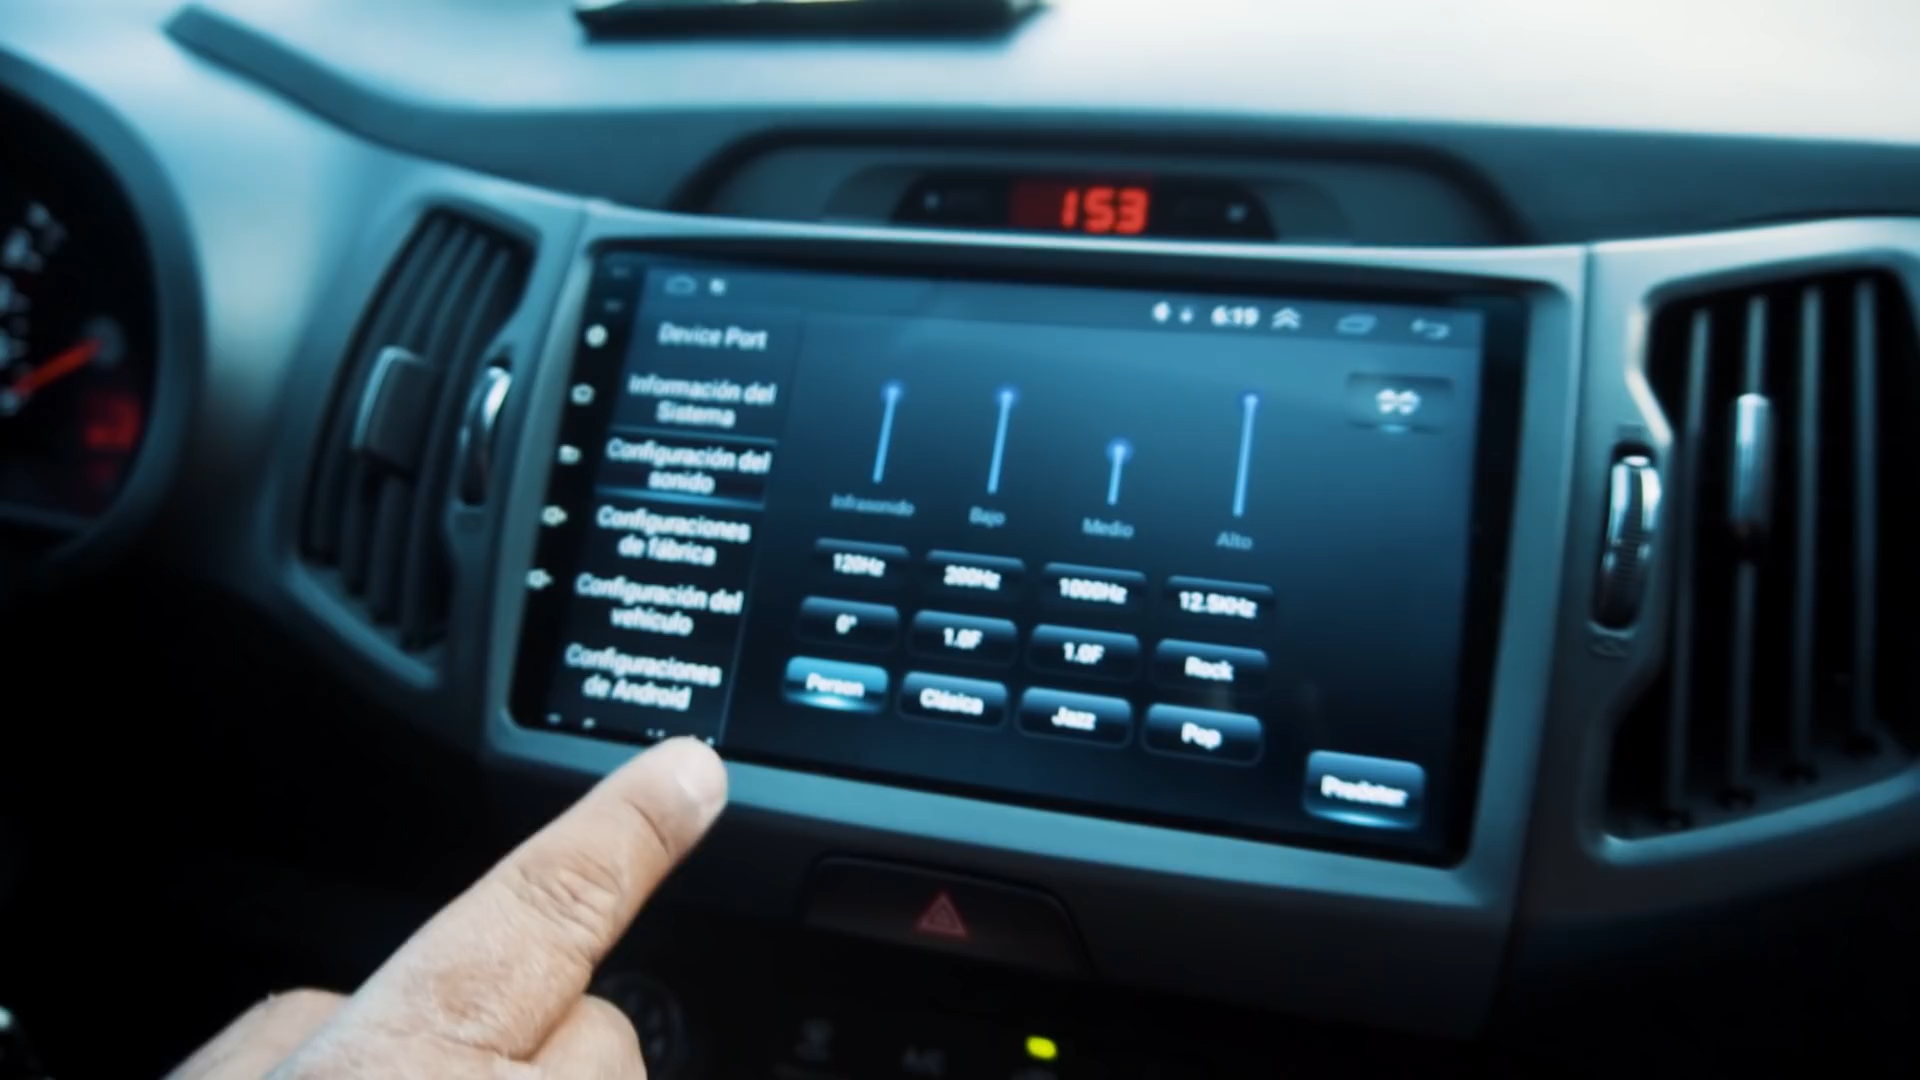 153
6:19
Device Port
Información del
Sistema
Configuración del
sonido
Configuraciones
de fábrica
Configuración del
vehículo
Configuraciones
de Android
Infrasonido
Bajo
Medio
Alto
120Hz
200Hz
1000Hz
12.5KHz
0°
1.0F
1.0F
Rock
Person
Clásica
Jazz
Pop
Predeter